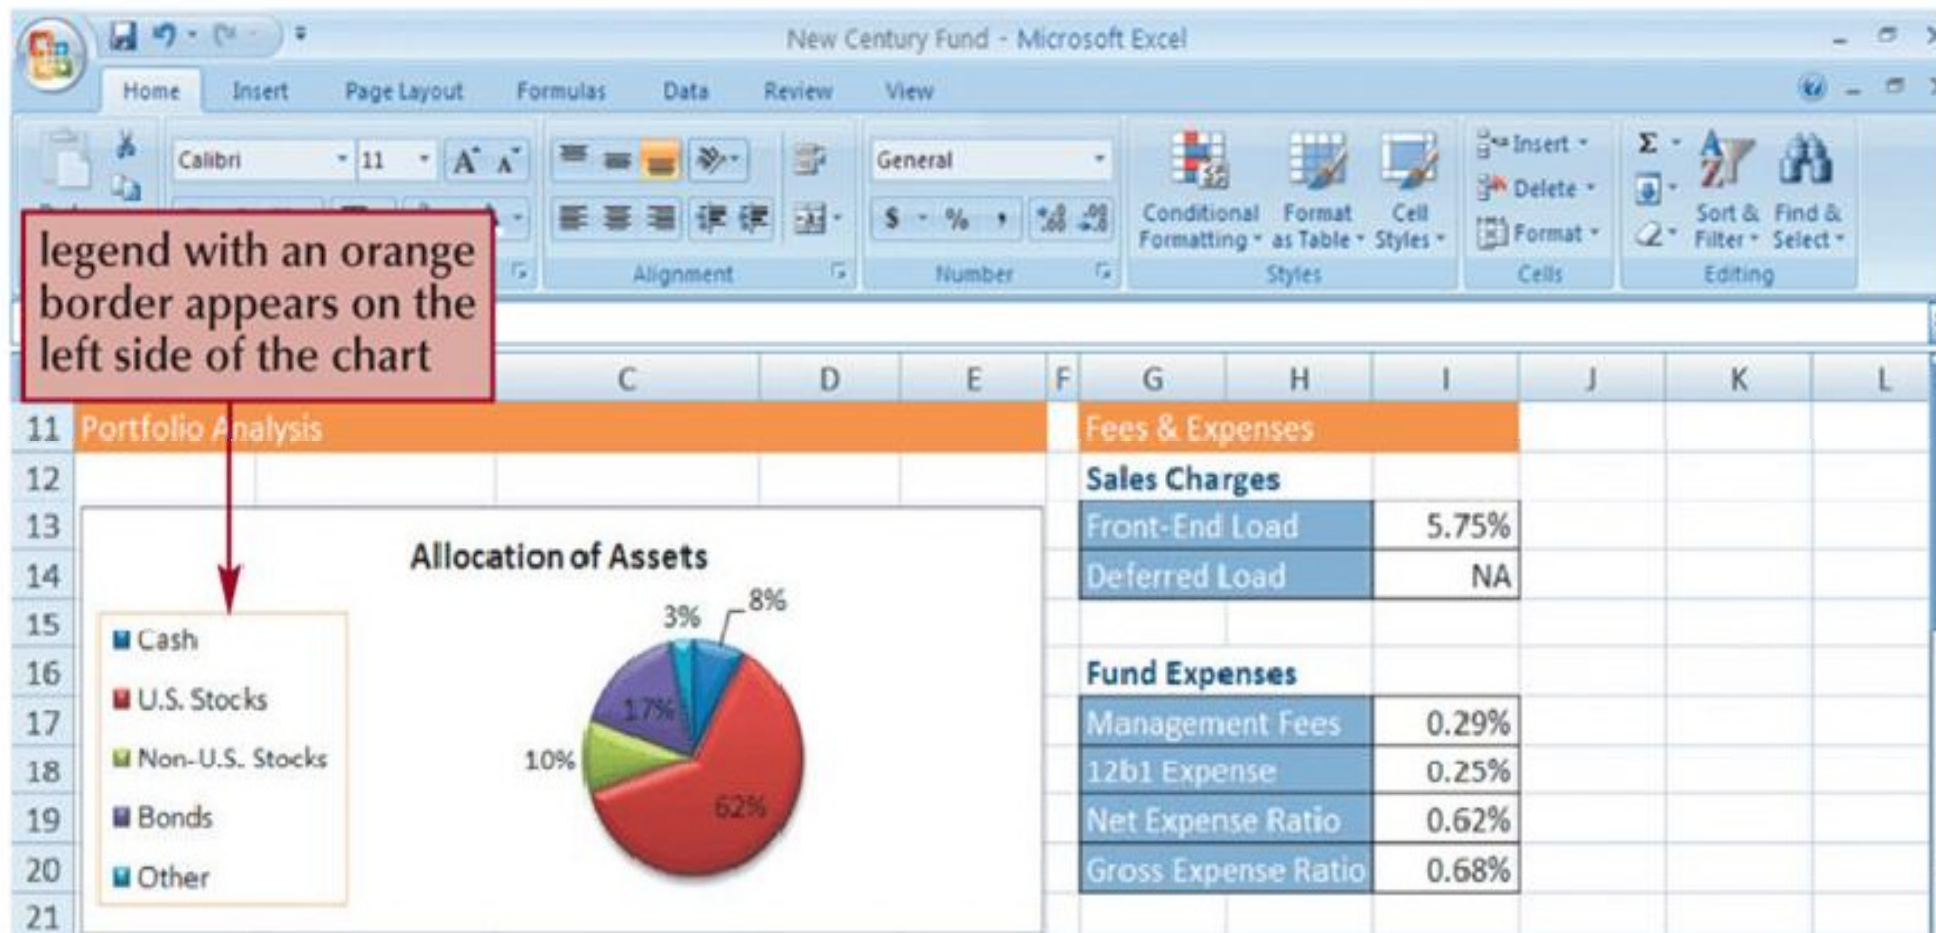 New Century Fund - Microsoft Excel
Home Insert Page Layout Formulas Data Review View
Calibri 11 A A General
Insert
Delete
Format
Σ
$ % ,
Conditional Formatting
Format as Table
Cell Styles
Sort & Filter
Find & Select
Alignment Number Styles Cells Editing
legend with an orange
border appears on the
left side of the chart
C D E F G H I J K L
11 Portfolio Analysis Fees & Expenses
12 Sales Charges
13 Front-End Load 5.75%
14 Deferred Load NA
15
16 Fund Expenses
17 Management Fees 0.29%
18 12b1 Expense 0.25%
19 Net Expense Ratio 0.62%
20 Gross Expense Ratio 0.68%
21
Allocation of Assets
Cash
U.S. Stocks
Non-U.S. Stocks
Bonds
Other
3% 8%
17%
10%
62%